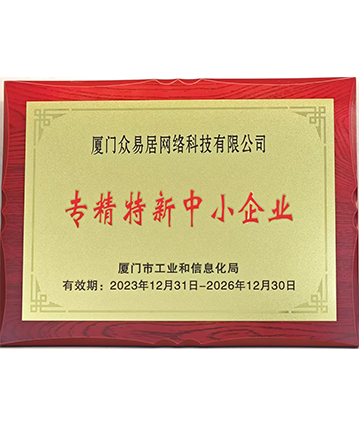 厦门众易居网络科技有限公司
专精特新中小企业
厦门市工业和信息化局
有效期：2023年12月31日-2026年12月30日